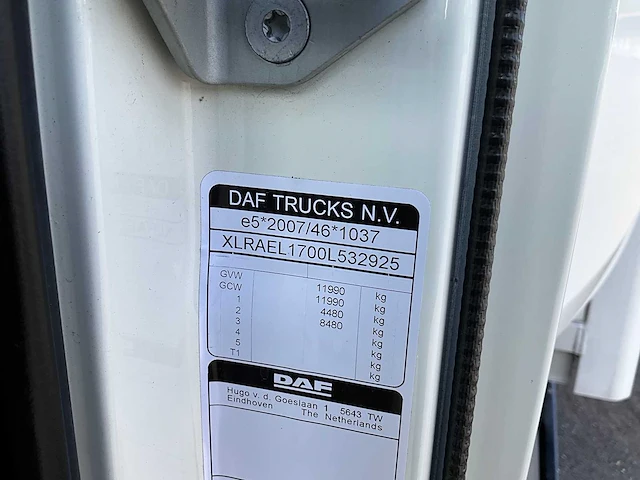 DAF TRUCKS N.V.
e5*2007/46*1037
XLRAEL1700L532925
GVW 11990 kg
GCW 11990 kg
1 4480 kg
2 8480 kg
3 kg
4 kg
5 kg
T1 kg
DAF
Hugo v. d. Goeslaan 1 5643 TW
Eindhoven The Netherlands